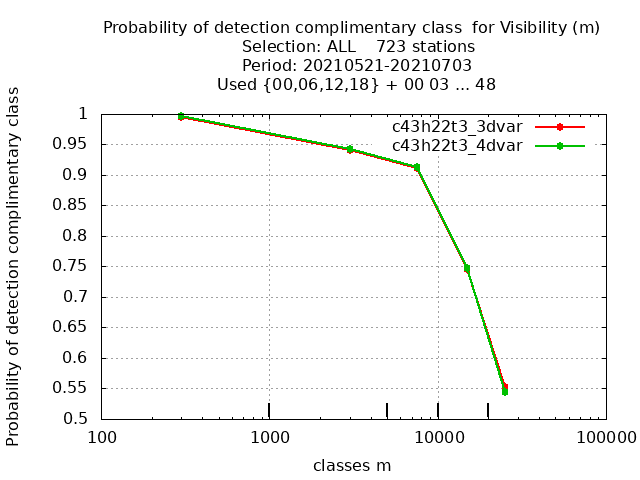 Probability of detection complimentary class  for Visibility (m)
Selection: ALL    723 stations
Period: 20210521-20210703
Used {00,06,12,18} + 00 03 ... 48
Probability of detection complimentary class
1
0.95
0.9
0.85
0.8
0.75
0.7
0.65
0.6
0.55
0.5
c43h22t3_3dvar
c43h22t3_4dvar
100
1000
10000
100000
classes m